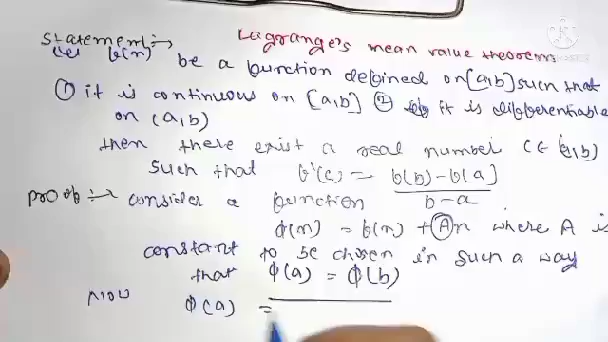 Statement :→ Lagrange's mean value theorem
Let f(x) be a function defined on [a,b] such that
① it is continuous on [a,b] ② it is differentiable
on (a,b)
then there exist a real number c ∈ (a,b)
such that f'(c) = f(b) - f(a) / b - a
Proof :→ consider a function
φ(x) = f(x) + Ax where A is
constant to be chosen in such a way
that φ(a) = φ(b)
Now φ(a) =